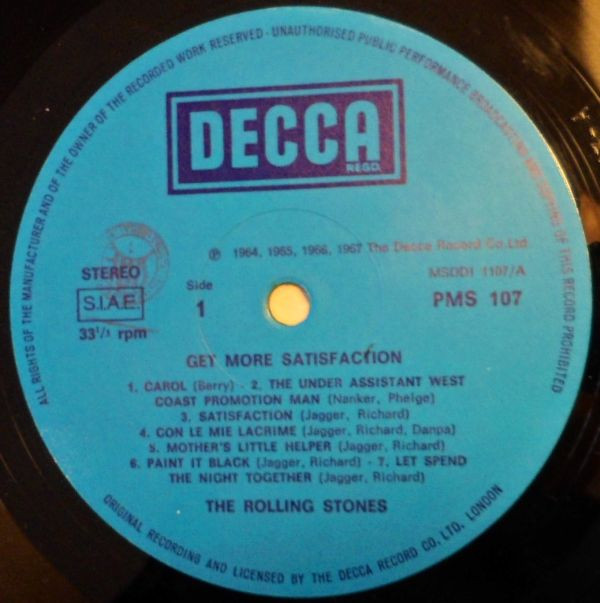 ALL RIGHTS OF THE MANUFACTURER AND OF THE OWNER OF THE RECORDED WORK RESERVED · UNAUTHORISED PUBLIC PERFORMANCE BROADCASTING AND COPYING OF THIS RECORD PROHIBITED
DECCA
REGD.
℗ 1964, 1965, 1966, 1967 The Decca Record Co. Ltd.
STEREO
S.I.A.E.
33¹/₃ rpm
Side
1
MSDDI 1107/A
PMS 107
GET MORE SATISFACTION
1. CAROL (Berry) - 2. THE UNDER ASSISTANT WEST
COAST PROMOTION MAN (Nanker, Phelge)
3. SATISFACTION (Jagger, Richard)
4. CON LE MIE LACRIME (Jagger, Richard, Danpa)
5. MOTHER'S LITTLE HELPER (Jagger, Richard)
6. PAINT IT BLACK (Jagger, Richard) - 7. LET SPEND
THE NIGHT TOGETHER (Jagger, Richard)
THE ROLLING STONES
ORIGINAL RECORDING AND LICENSED BY THE DECCA RECORD CO. LTD. LONDON